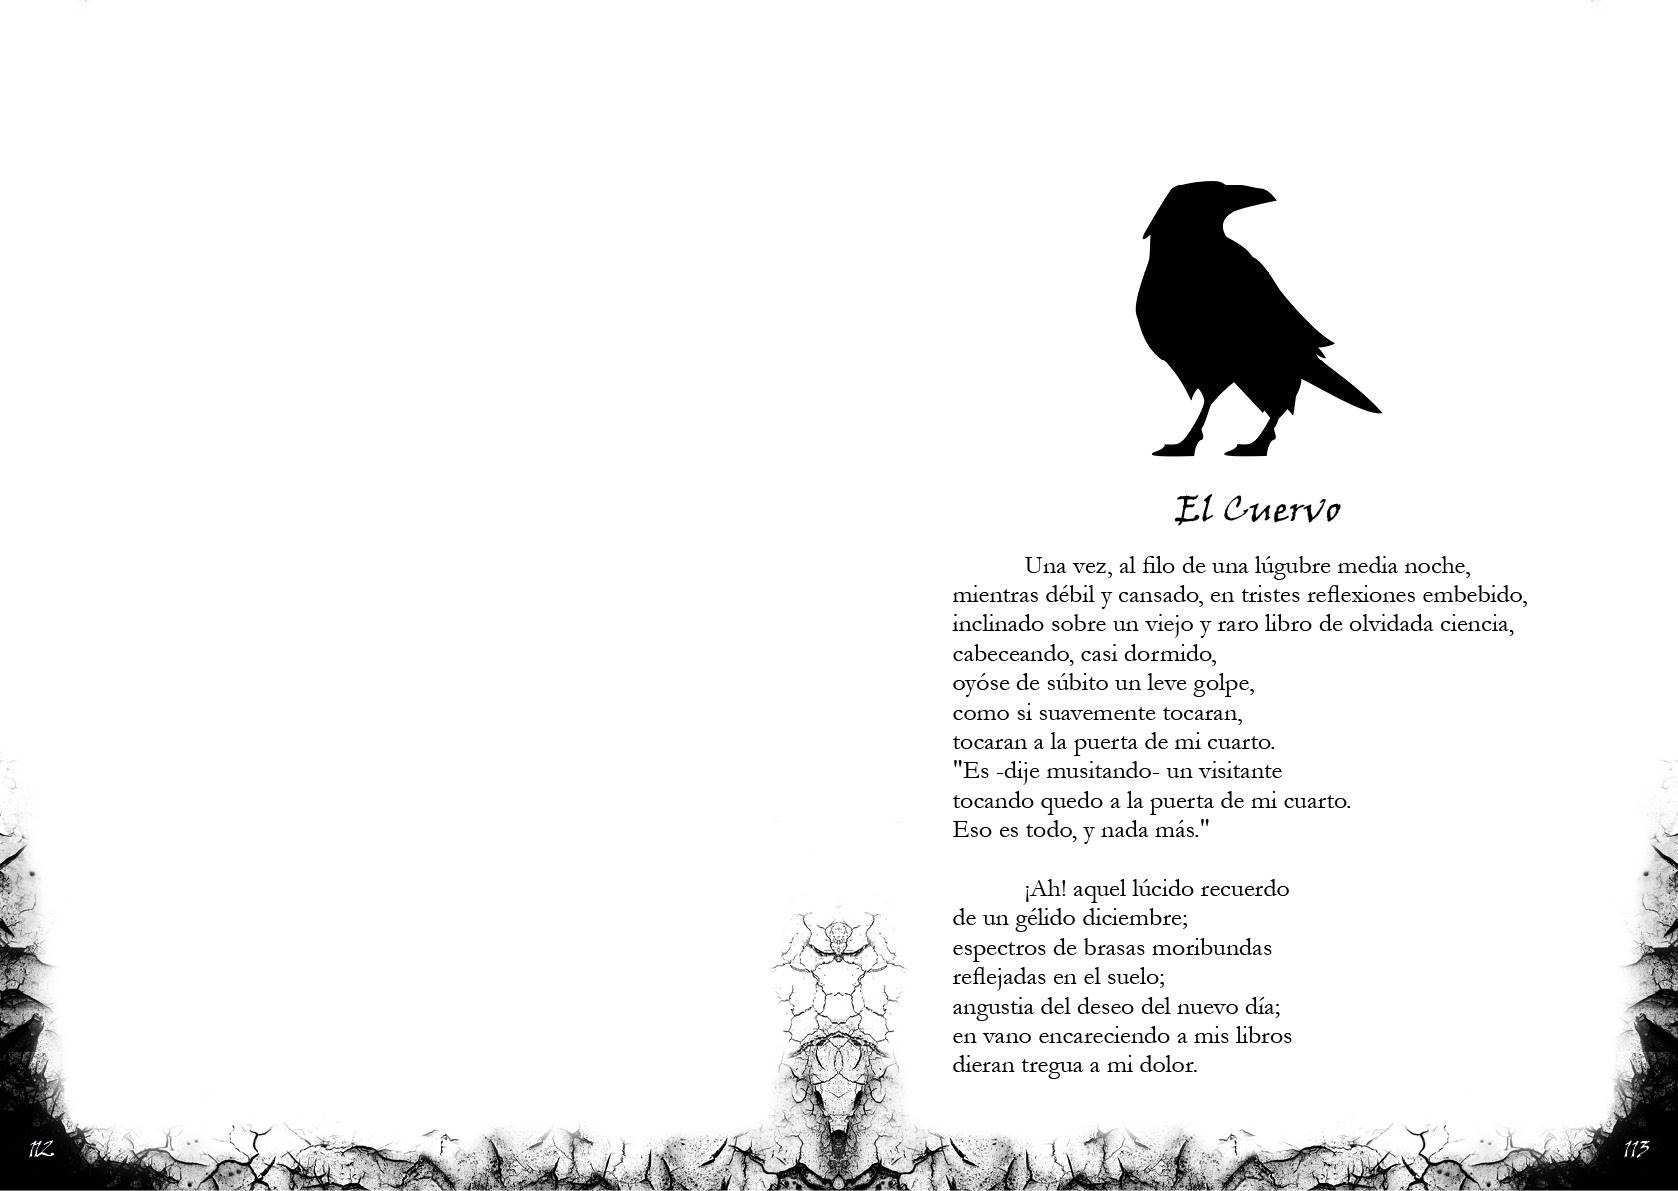 El Cuervo
Una vez, al filo de una lúgubre media noche,
mientras débil y cansado, en tristes reflexiones embebido,
inclinado sobre un viejo y raro libro de olvidada ciencia,
cabeceando, casi dormido,
oyóse de súbito un leve golpe,
como si suavemente tocaran,
tocaran a la puerta de mi cuarto.
"Es -dije musitando- un visitante
tocando quedo a la puerta de mi cuarto.
Eso es todo, y nada más."
¡Ah! aquel lúcido recuerdo
de un gélido diciembre;
espectros de brasas moribundas
reflejadas en el suelo;
angustia del deseo del nuevo día;
en vano encareciendo a mis libros
dieran tregua a mi dolor.
112
113